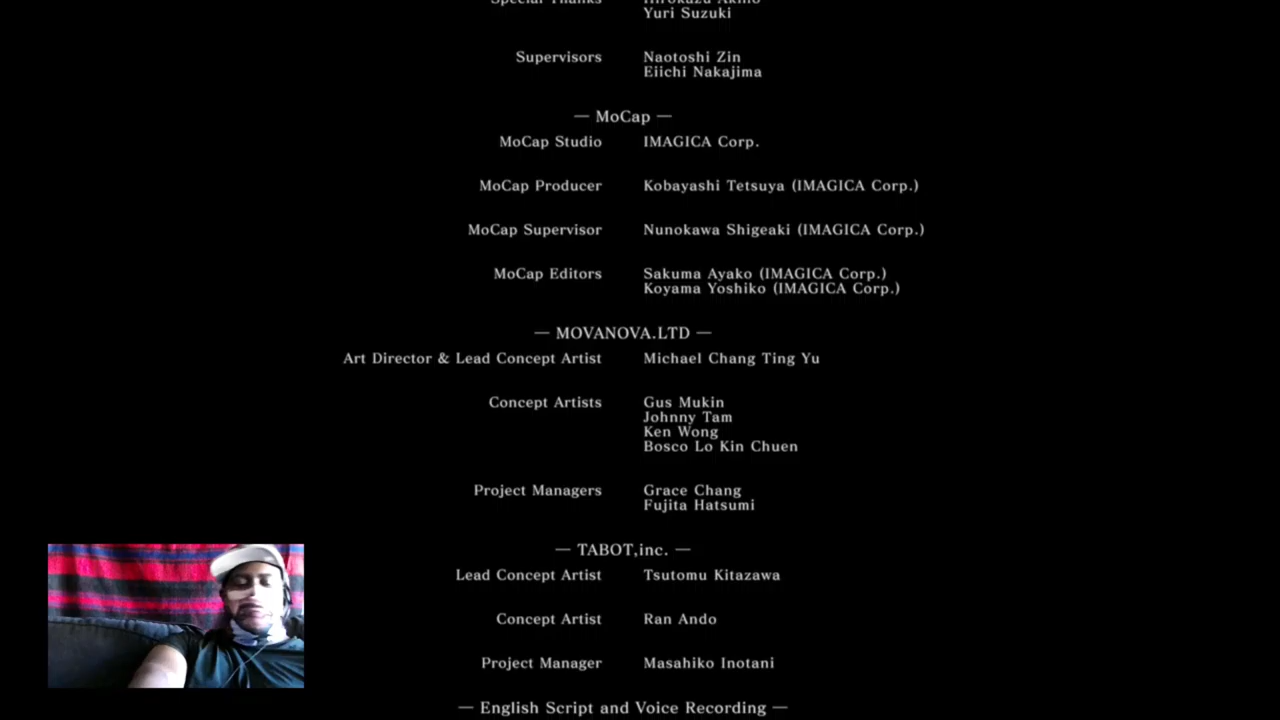 Special Thanks Hirokazu Akino
Yuri Suzuki
Supervisors Naotoshi Zin
Eiichi Nakajima
— MoCap —
MoCap Studio IMAGICA Corp.
MoCap Producer Kobayashi Tetsuya (IMAGICA Corp.)
MoCap Supervisor Nunokawa Shigeaki (IMAGICA Corp.)
MoCap Editors Sakuma Ayako (IMAGICA Corp.)
Koyama Yoshiko (IMAGICA Corp.)
— MOVANOVA.LTD —
Art Director & Lead Concept Artist Michael Chang Ting Yu
Concept Artists Gus Mukin
Johnny Tam
Ken Wong
Bosco Lo Kin Chuen
Project Managers Grace Chang
Fujita Hatsumi
— TABOT,inc. —
Lead Concept Artist Tsutomu Kitazawa
Concept Artist Ran Ando
Project Manager Masahiko Inotani
— English Script and Voice Recording —